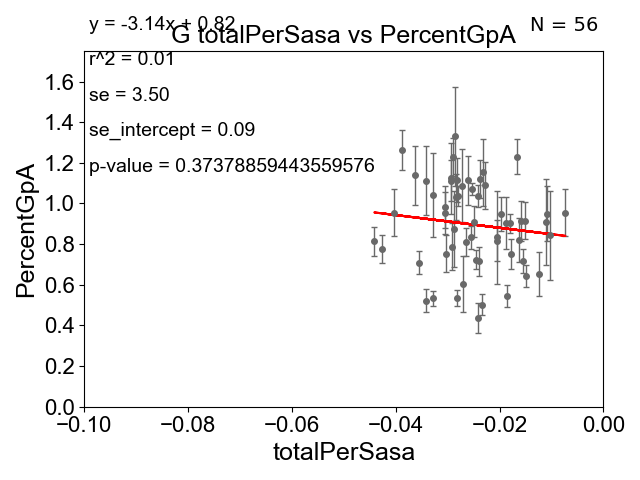 y = -3.14x + 0.82
N = 56
G totalPerSasa vs PercentGpA
r^2 = 0.01
se = 3.50
se_intercept = 0.09
p-value = 0.37378859443559576
PercentGpA
1.6
1.4
1.2
1.0
0.8
0.6
0.4
0.2
0.0
−0.10
−0.08
−0.06
−0.04
−0.02
0.00
totalPerSasa